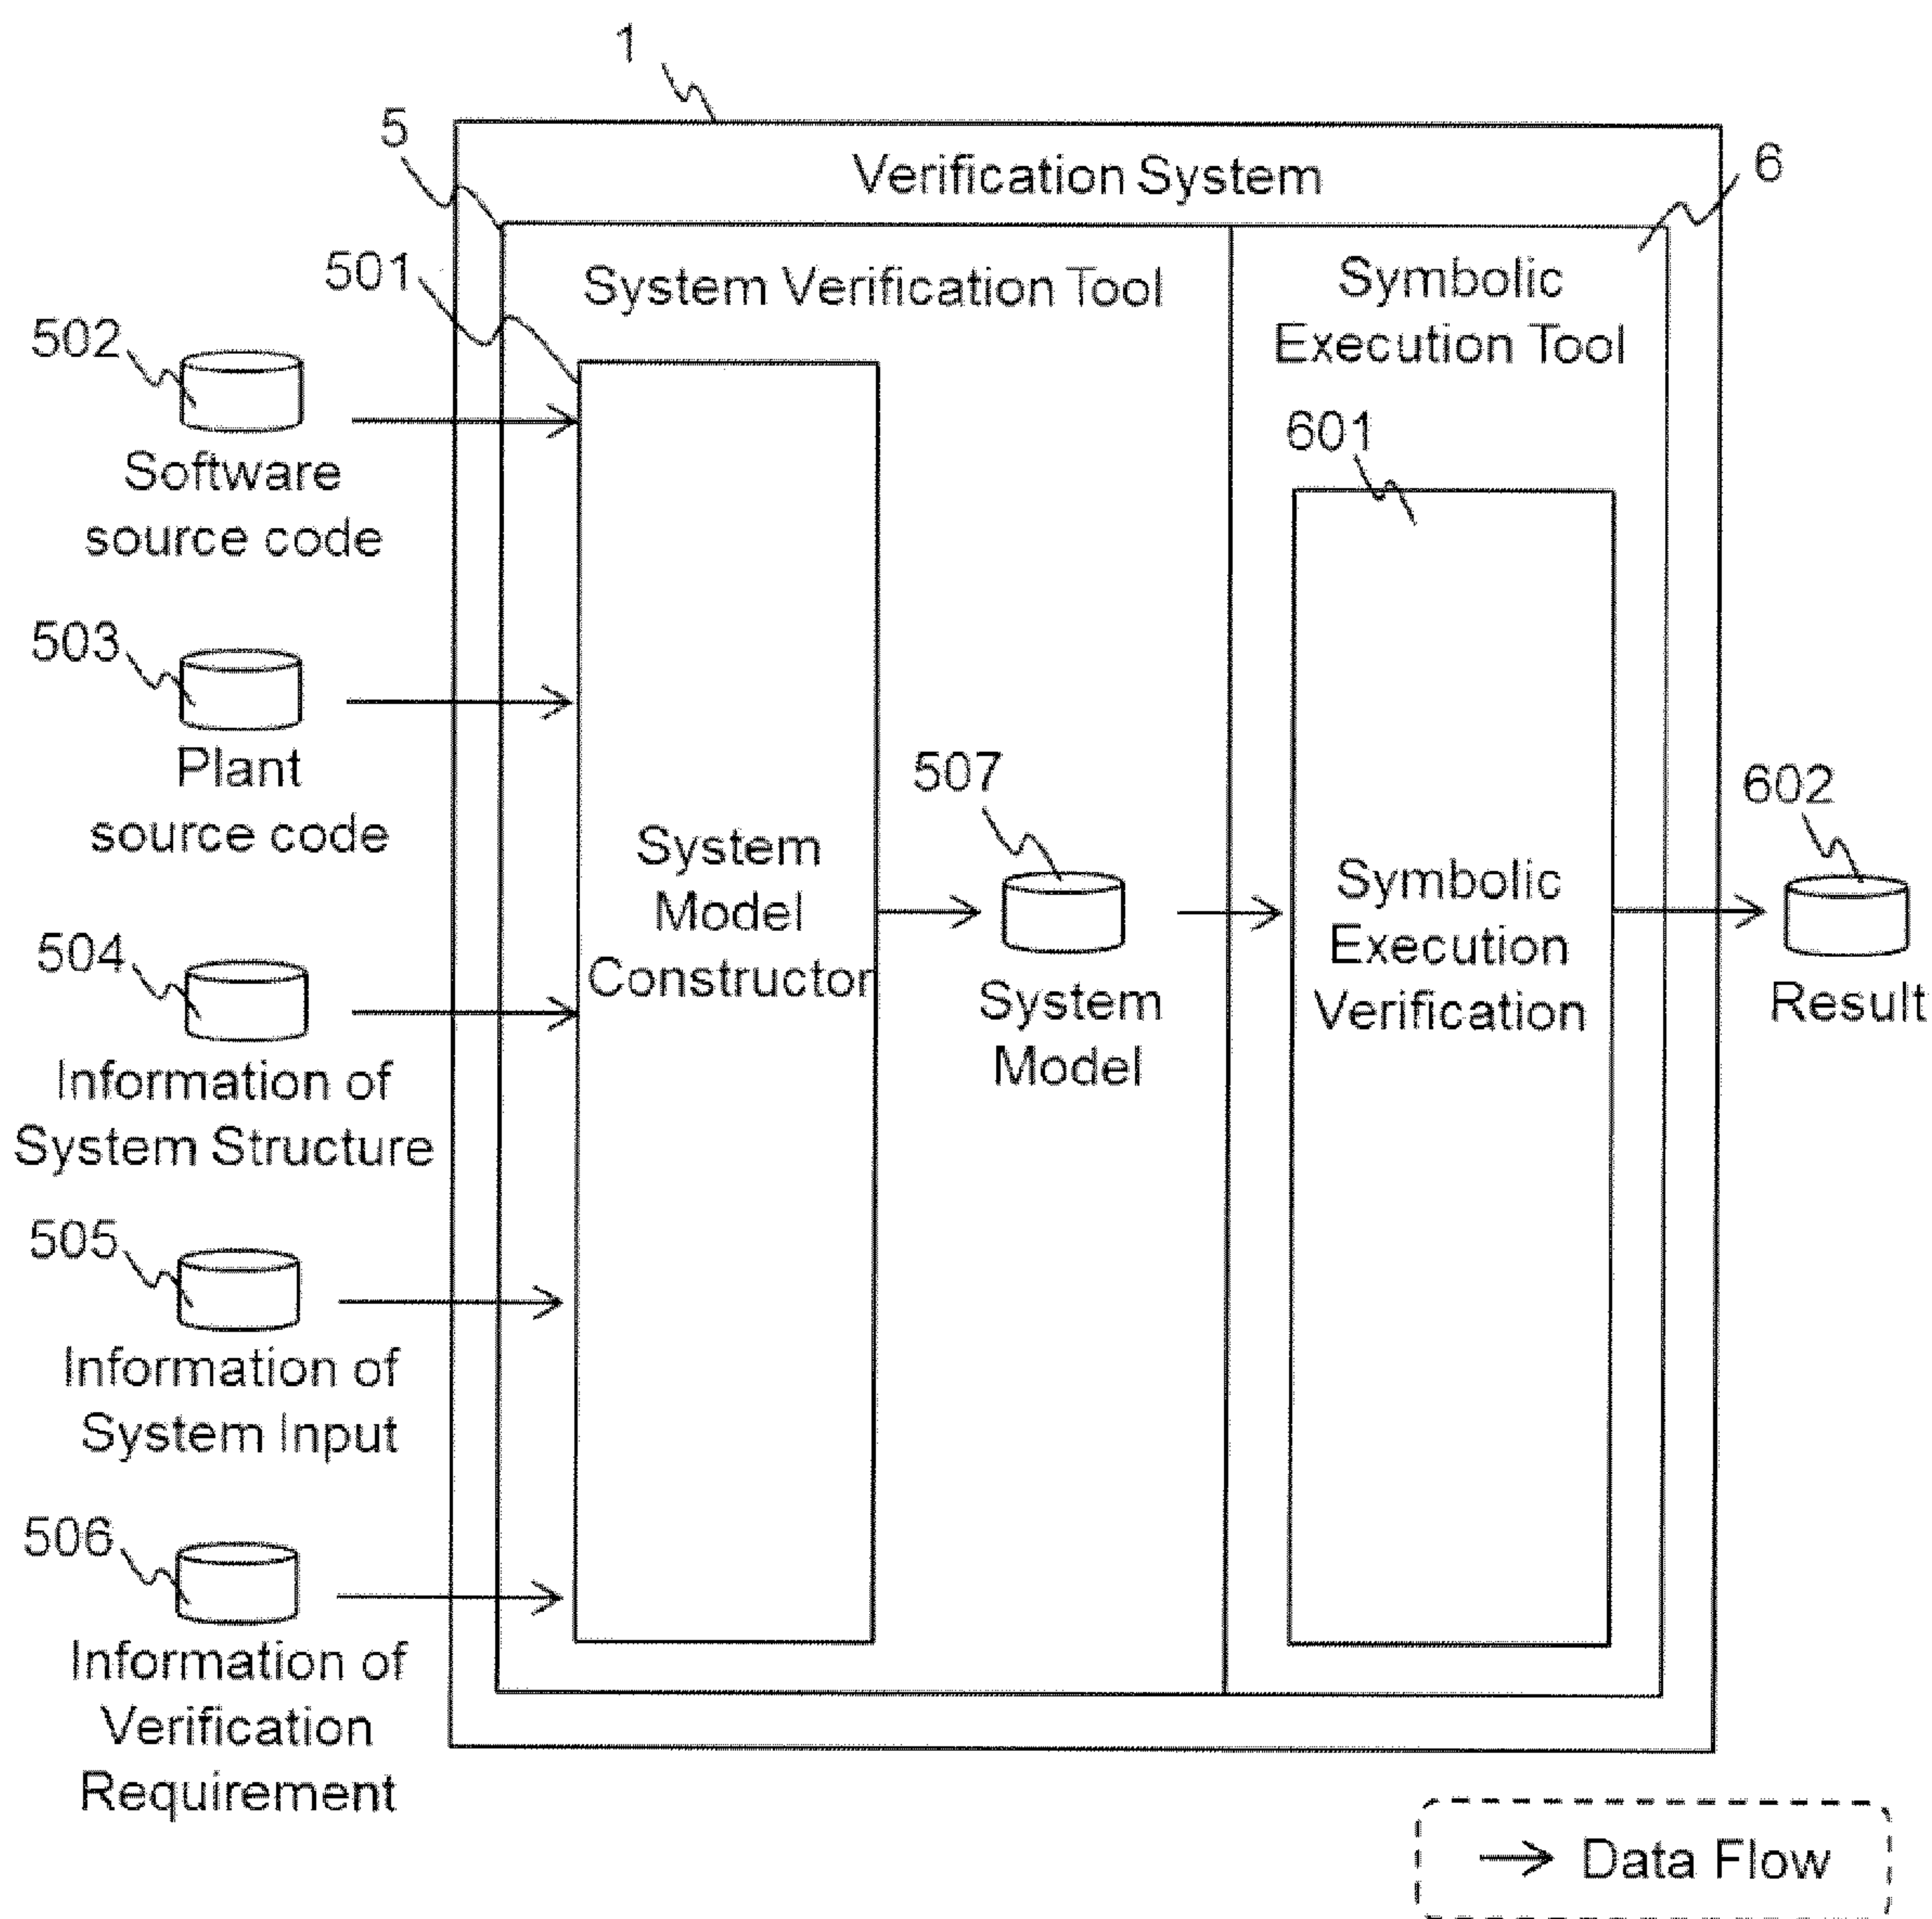 1
5
Verification System
6
501
System Verification Tool
Symbolic
Execution Tool
502
Software
source code
601
503
Plant
source code
System
Model
Constructor
507
System
Model
Symbolic
Execution
Verification
602
Result
504
Information of
System Structure
505
Information of
System Input
506
Information of
Verification
Requirement
Data Flow